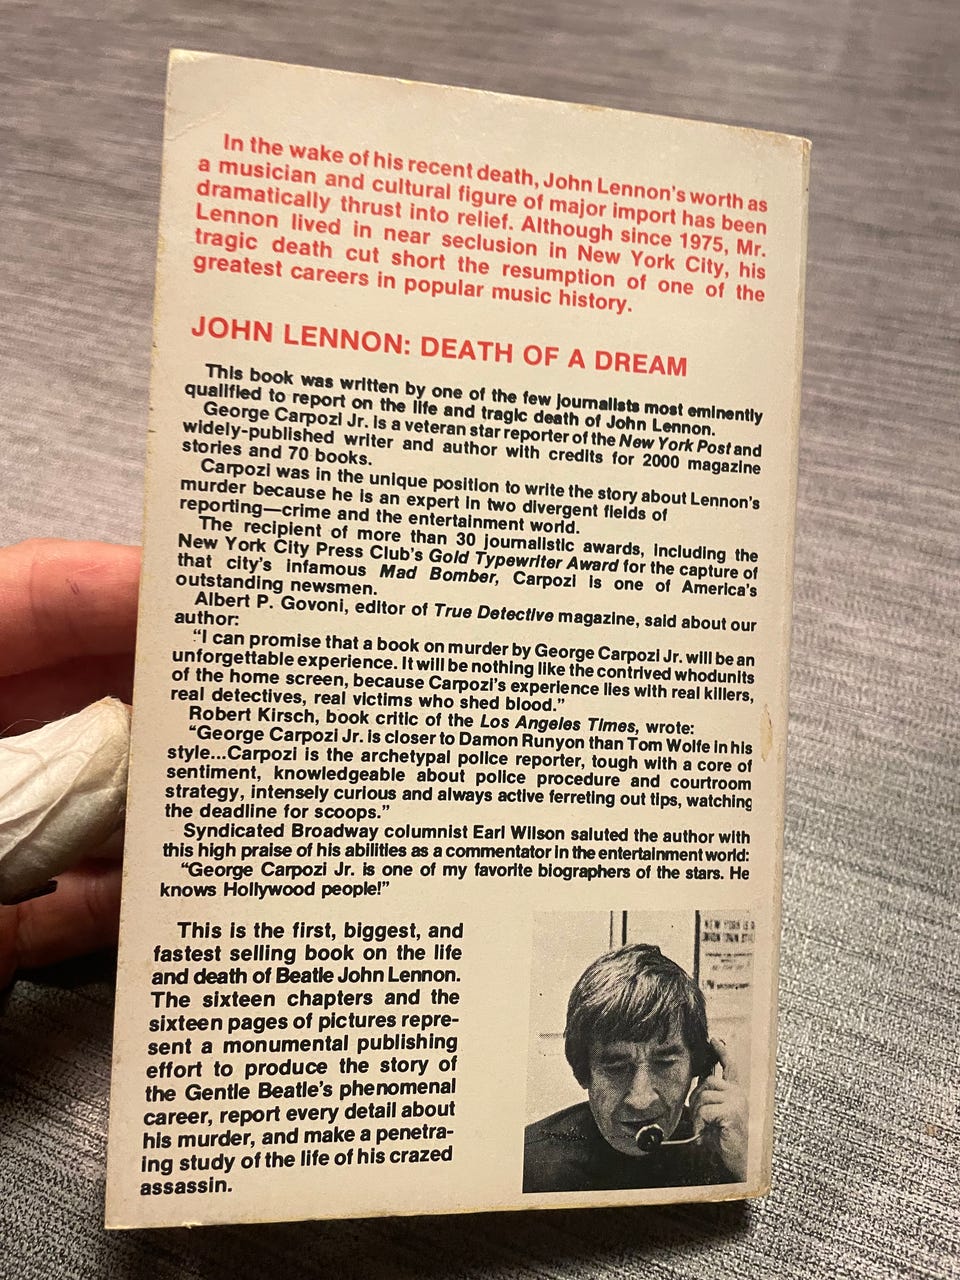 In the wake of his recent death, John Lennon's worth as
a musician and cultural figure of major import has been
dramatically thrust into relief. Although since 1975, Mr.
Lennon lived in near seclusion in New York City, his
tragic death cut short the resumption of one of the
greatest careers in popular music history.
JOHN LENNON: DEATH OF A DREAM
This book was written by one of the few journalists most eminently
qualified to report on the life and tragic death of John Lennon.
George Carpozi Jr. is a veteran star reporter of the New York Post and
widely-published writer and author with credits for 2000 magazine
stories and 70 books.
Carpozi was in the unique position to write the story about Lennon's
murder because he is an expert in two divergent fields of
reporting—crime and the entertainment world.
The recipient of more than 30 journalistic awards, including the
New York City Press Club's Gold Typewriter Award for the capture of
that city's infamous Mad Bomber, Carpozi is one of America's
outstanding newsmen.
Albert P. Govoni, editor of True Detective magazine, said about our
author:
"I can promise that a book on murder by George Carpozi Jr. will be an
unforgettable experience. It will be nothing like the contrived whodunits
of the home screen, because Carpozi's experience lies with real killers,
real detectives, real victims who shed blood."
Robert Kirsch, book critic of the Los Angeles Times, wrote:
"George Carpozi Jr. is closer to Damon Runyon than Tom Wolfe in his
style...Carpozi is the archetypal police reporter, tough with a core of
sentiment, knowledgeable about police procedure and courtroom
strategy, intensely curious and always active ferreting out tips, watching
the deadline for scoops."
Syndicated Broadway columnist Earl Wilson saluted the author with
this high praise of his abilities as a commentator in the entertainment world:
"George Carpozi Jr. is one of my favorite biographers of the stars. He
knows Hollywood people!"
This is the first, biggest, and
fastest selling book on the life
and death of Beatle John Lennon.
The sixteen chapters and the
sixteen pages of pictures repre-
sent a monumental publishing
effort to produce the story of
the Gentle Beatle's phenomenal
career, report every detail about
his murder, and make a penetra-
ing study of the life of his crazed
assassin.
NEW YORK IS